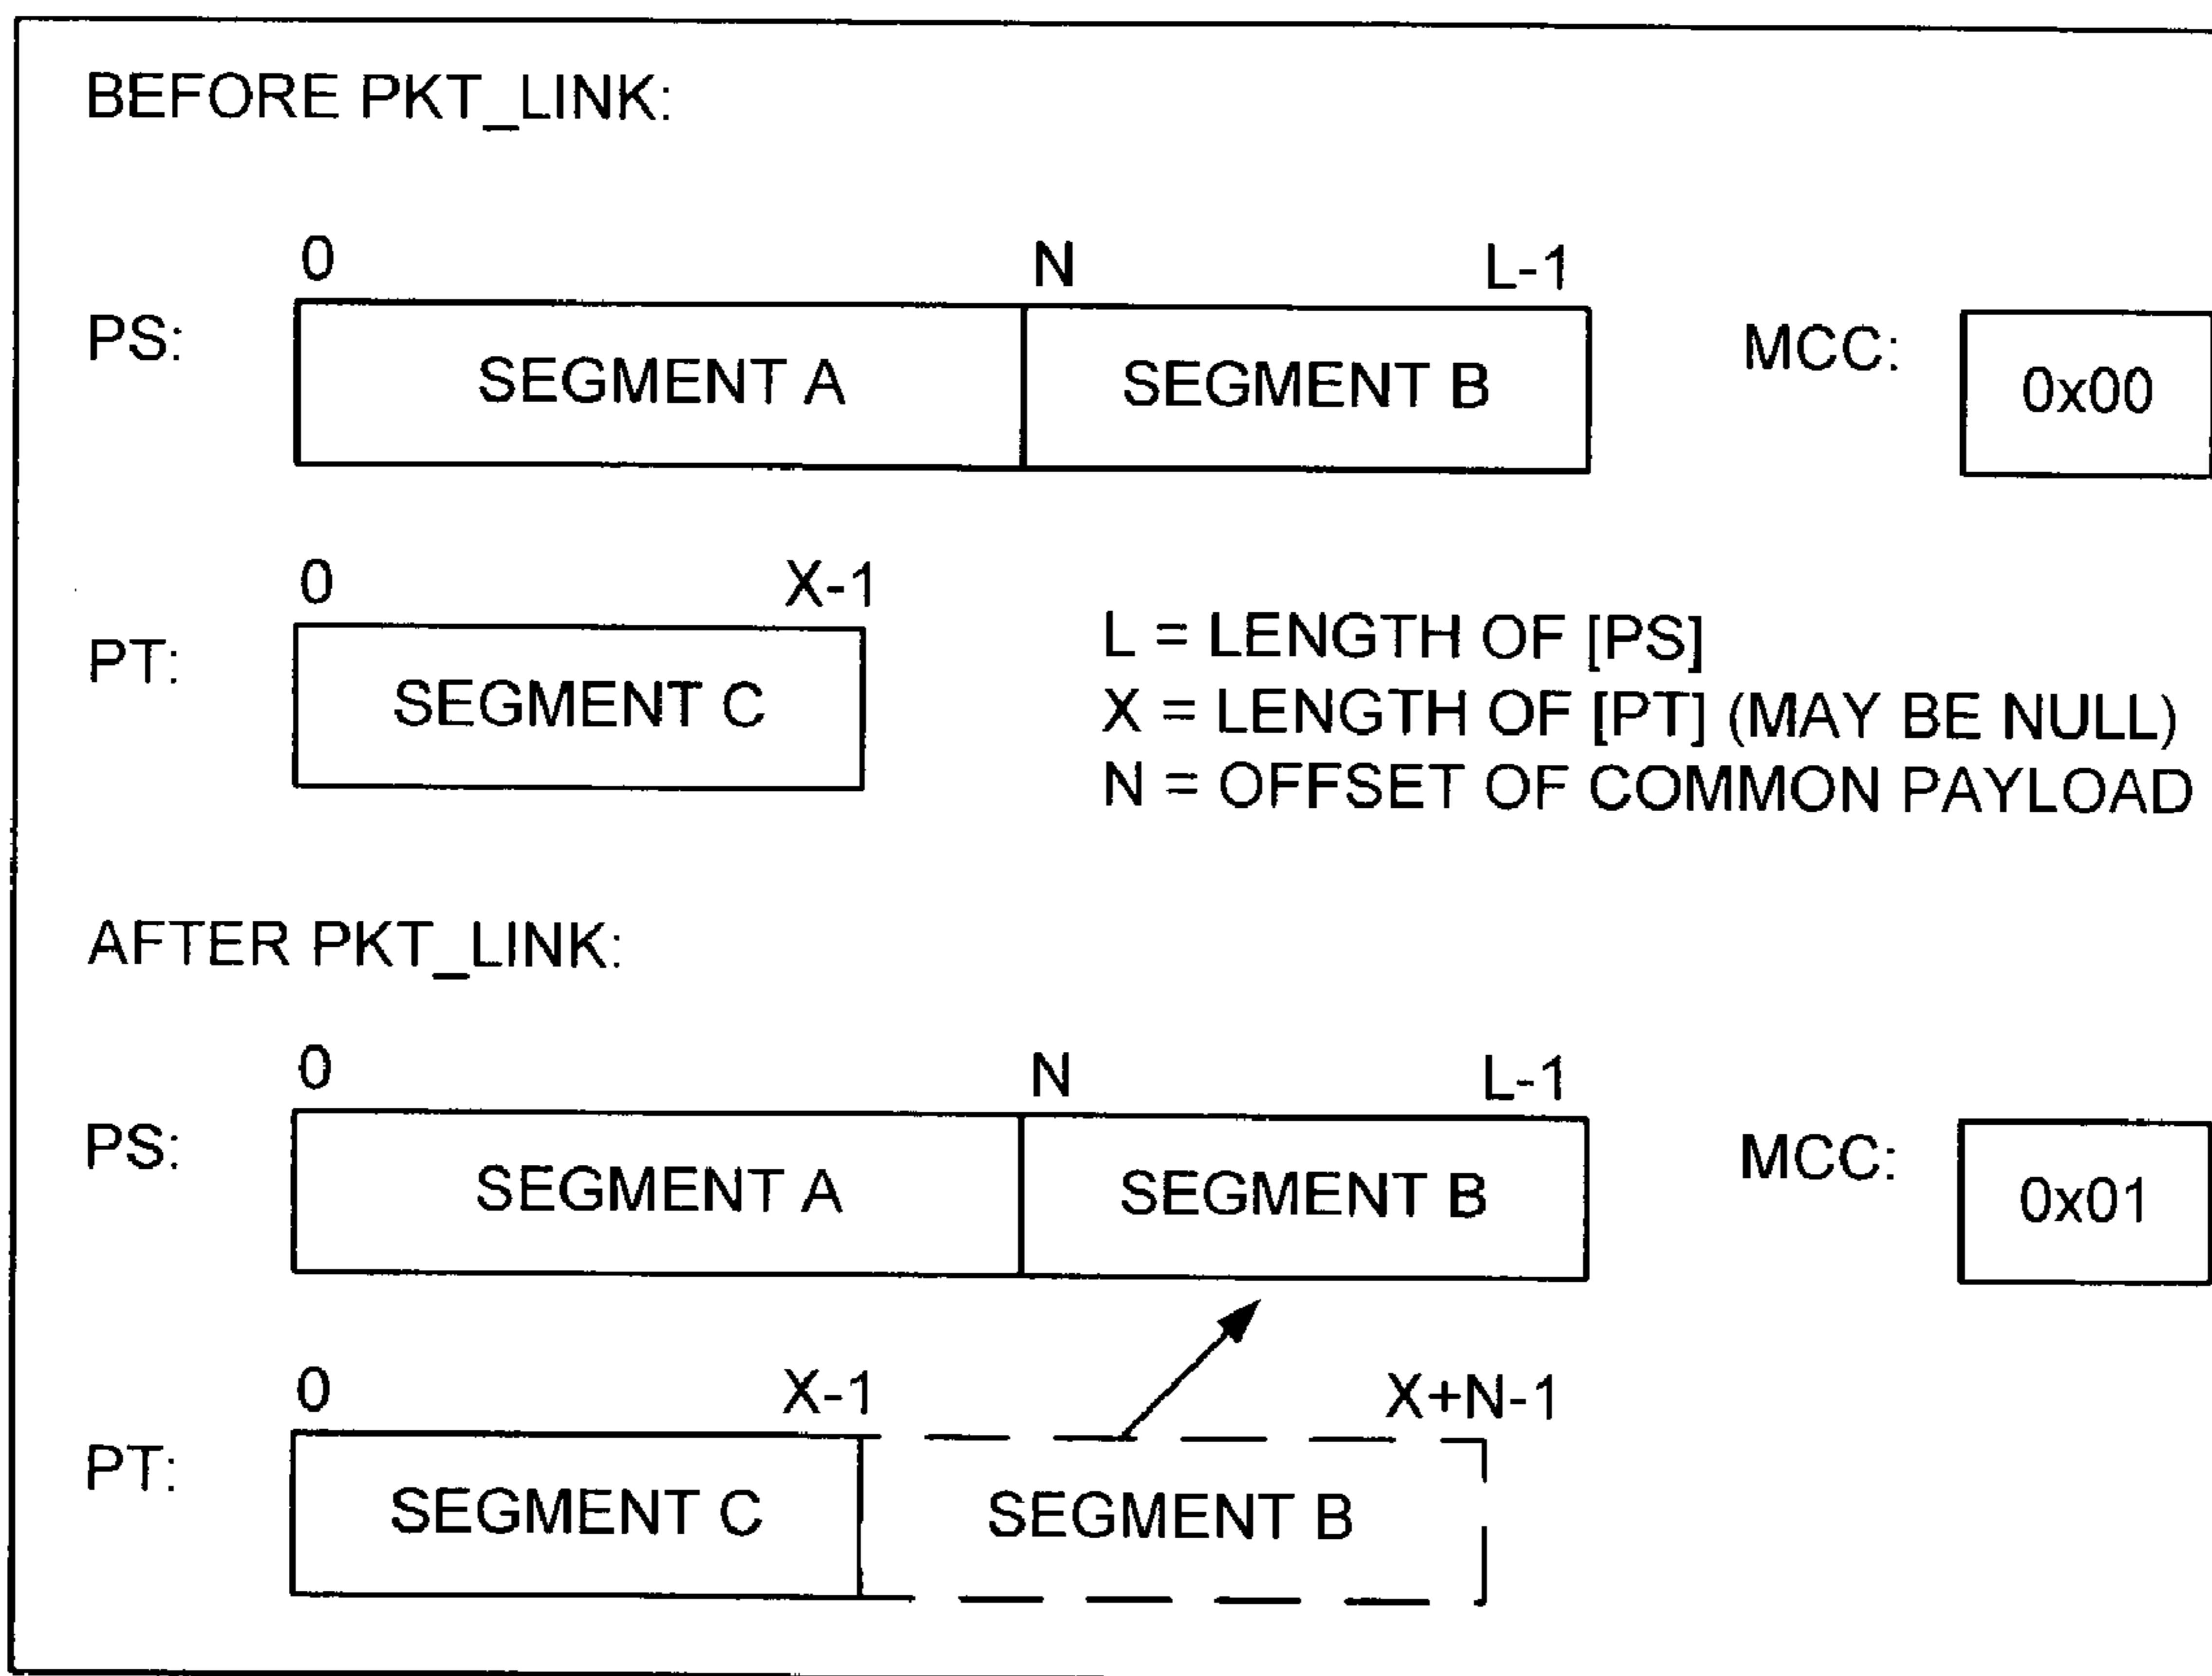 BEFORE PKT_LINK:
0 N L-1
PS: SEGMENT A SEGMENT B MCC: 0x00
0 X-1
PT: SEGMENT C
L = LENGTH OF [PS]
X = LENGTH OF [PT] (MAY BE NULL)
N = OFFSET OF COMMON PAYLOAD
AFTER PKT_LINK:
0 N L-1
PS: SEGMENT A SEGMENT B MCC: 0x01
0 X-1 X+N-1
PT: SEGMENT C SEGMENT B